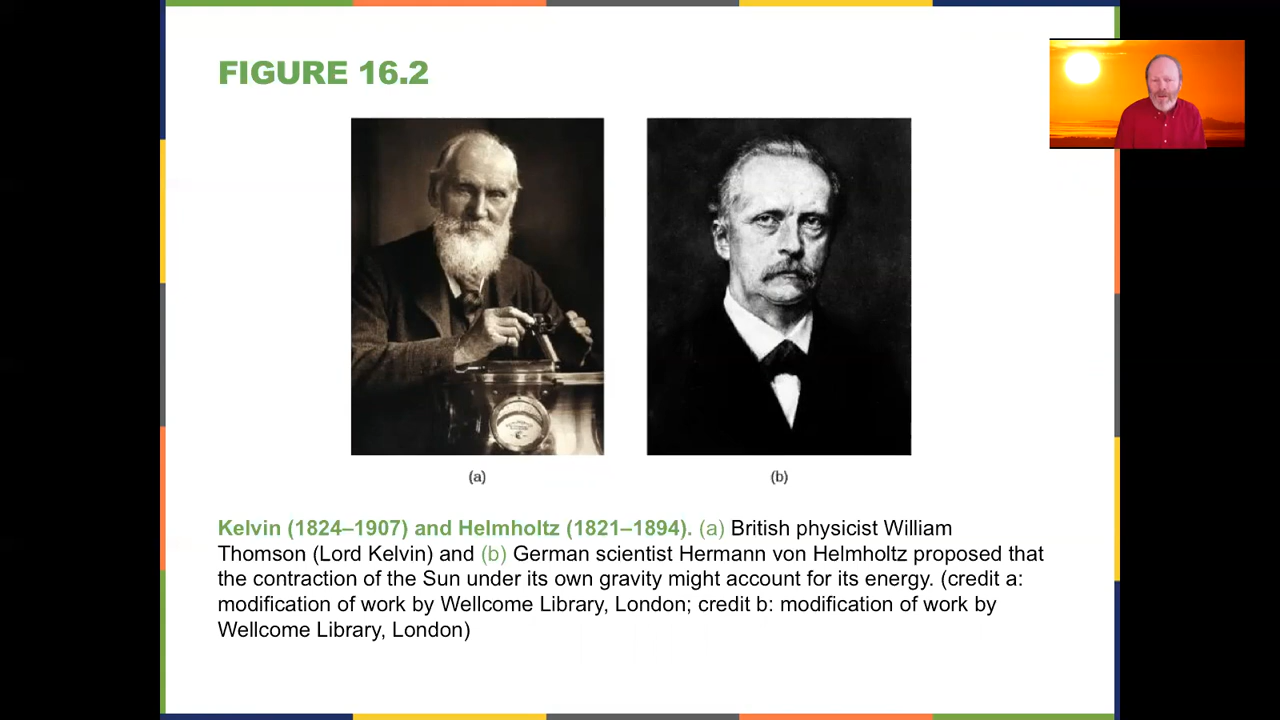 FIGURE 16.2
(a)
(b)
Kelvin (1824–1907) and Helmholtz (1821–1894). (a) British physicist William
Thomson (Lord Kelvin) and (b) German scientist Hermann von Helmholtz proposed that
the contraction of the Sun under its own gravity might account for its energy. (credit a:
modification of work by Wellcome Library, London; credit b: modification of work by
Wellcome Library, London)